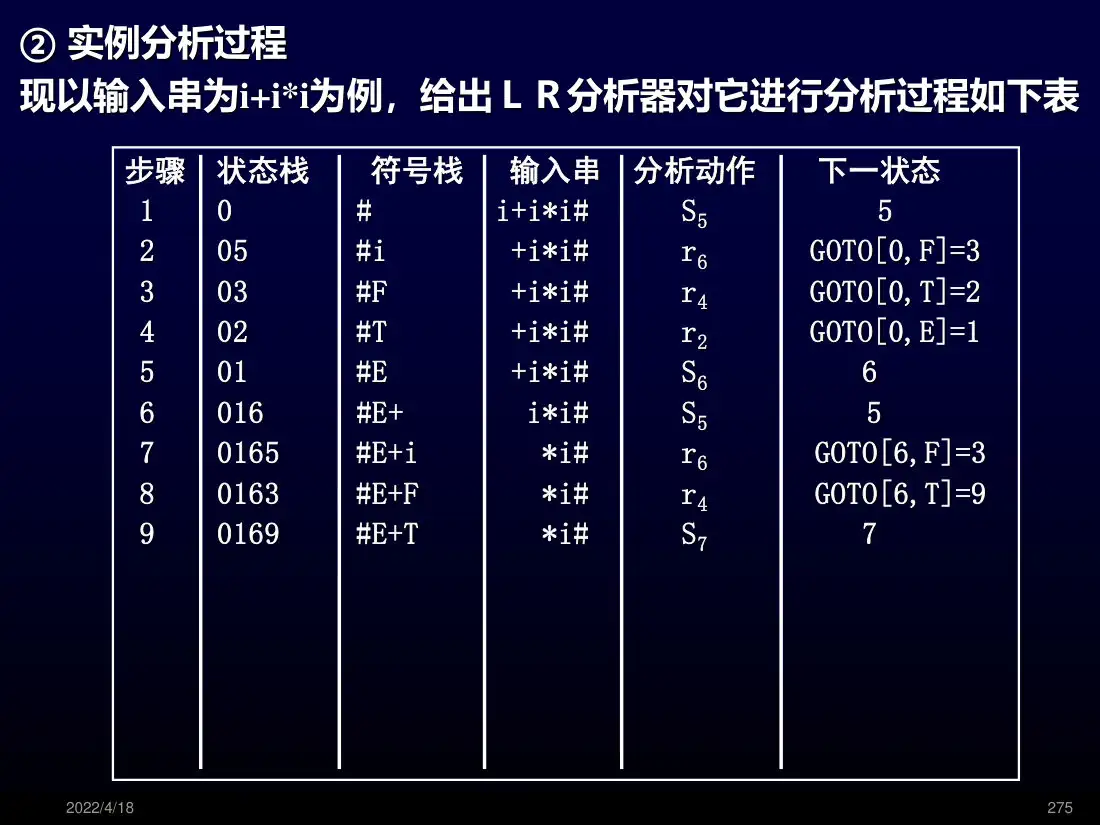 ② 实例分析过程
现以输入串为i+i*i为例，给出ＬＲ分析器对它进行分析过程如下表
步骤 状态栈 符号栈 输入串 分析动作 下一状态
1 0 # i+i*i# S5 5
2 05 #i +i*i# r6 GOTO[0,F]=3
3 03 #F +i*i# r4 GOTO[0,T]=2
4 02 #T +i*i# r2 GOTO[0,E]=1
5 01 #E +i*i# S6 6
6 016 #E+ i*i# S5 5
7 0165 #E+i *i# r6 GOTO[6,F]=3
8 0163 #E+F *i# r4 GOTO[6,T]=9
9 0169 #E+T *i# S7 7
2022/4/18 275